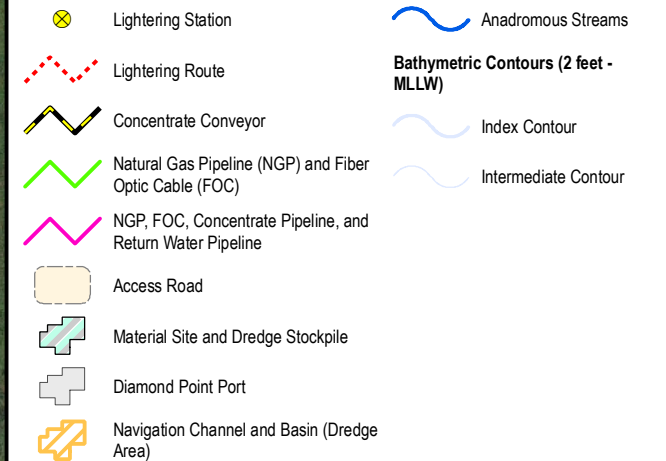 Lightering Station
Lightering Route
Concentrate Conveyor
Natural Gas Pipeline (NGP) and Fiber
Optic Cable (FOC)
NGP, FOC, Concentrate Pipeline, and
Return Water Pipeline
Access Road
Material Site and Dredge Stockpile
Diamond Point Port
Navigation Channel and Basin (Dredge
Area)
Anadromous Streams
Bathymetric Contours (2 feet -
MLLW)
Index Contour
Intermediate Contour